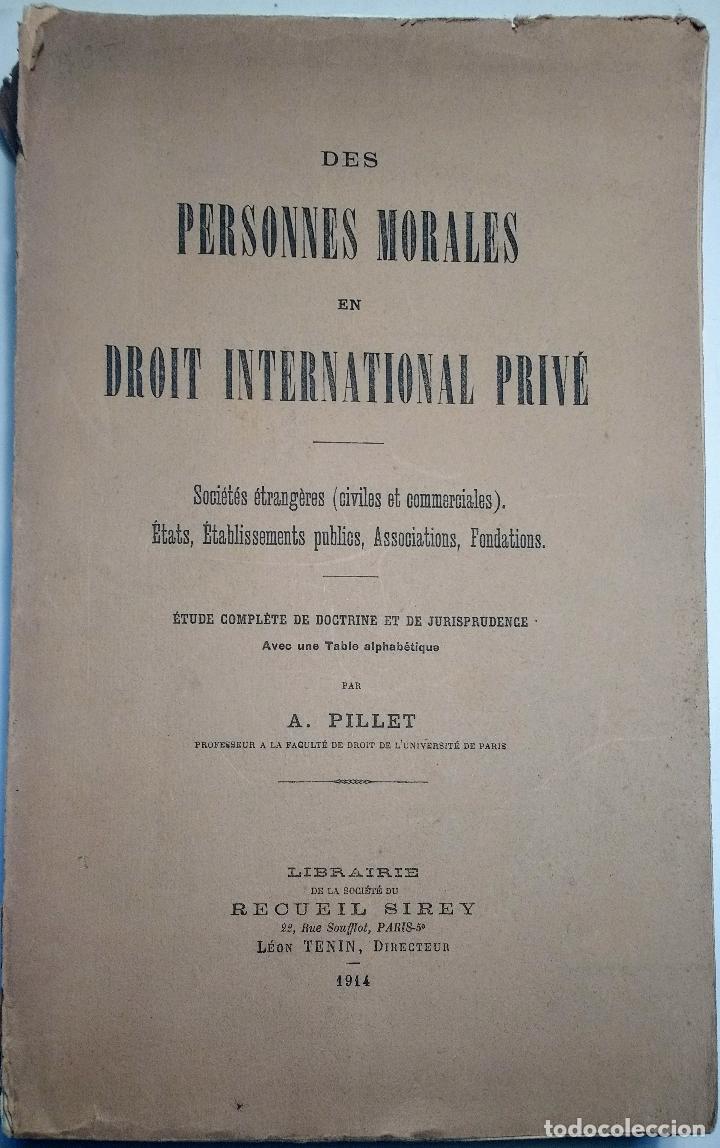 DES
PERSONNES MORALES
EN
DROIT INTERNATIONAL PRIVÉ
Sociétés étrangères (civiles et commerciales).
États, Établissements publics, Associations, Fondations.
ÉTUDE COMPLÈTE DE DOCTRINE ET DE JURISPRUDENCE
Avec une Table alphabétique
PAR
A. PILLET
PROFESSEUR A LA FACULTÉ DE DROIT DE L'UNIVERSITÉ DE PARIS
LIBRAIRIE
DE LA SOCIÉTÉ DU
RECUEIL SIREY
22, Rue Soufflot, PARIS-5e
LÉON TENIN, DIRECTEUR
1914
todocoleccion